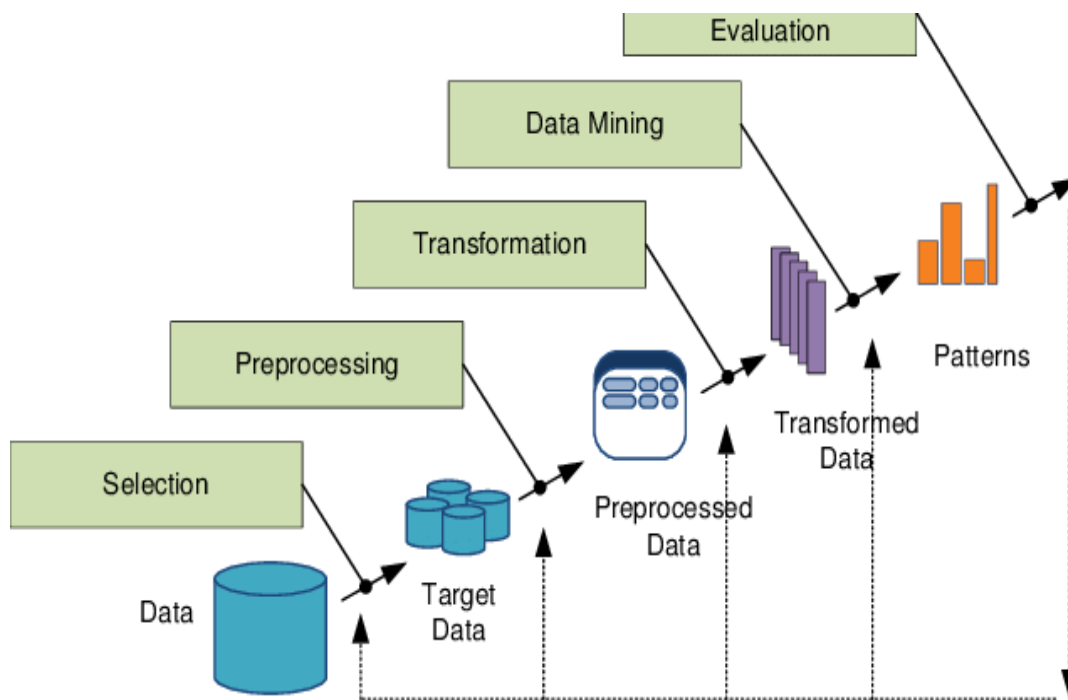 Evaluation
Data Mining
Transformation
Preprocessing
Patterns
Transformed
Data
Selection
Preprocessed
Data
Target
Data
Data